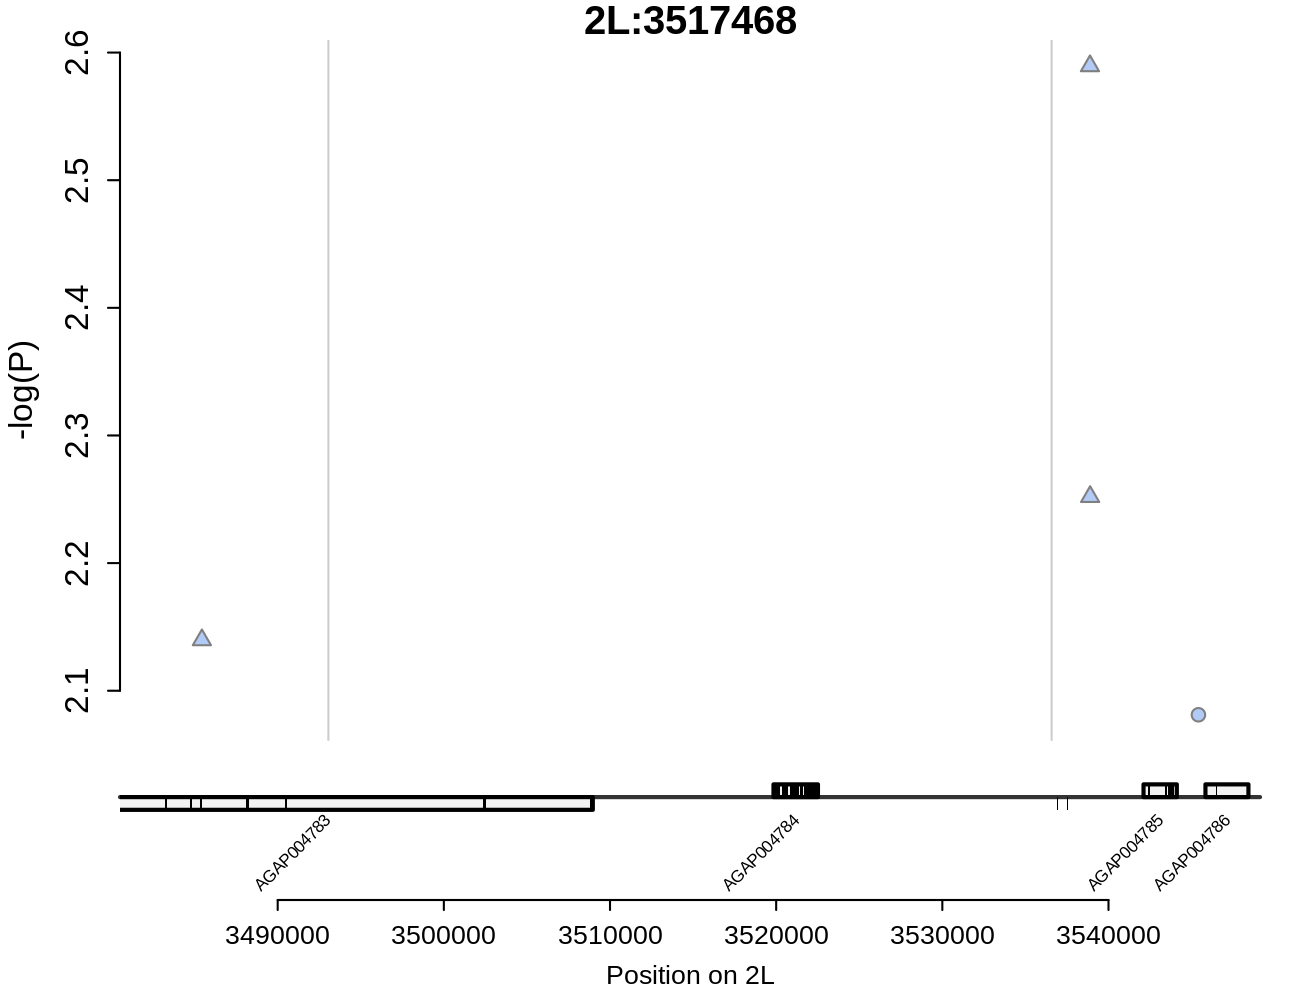 2L:3517468
2.6
2.5
2.4
2.3
2.2
2.1
-log(P)
AGAP004783
AGAP004784
AGAP004785
AGAP004786
3490000 3500000 3510000 3520000 3530000 3540000
Position on 2L